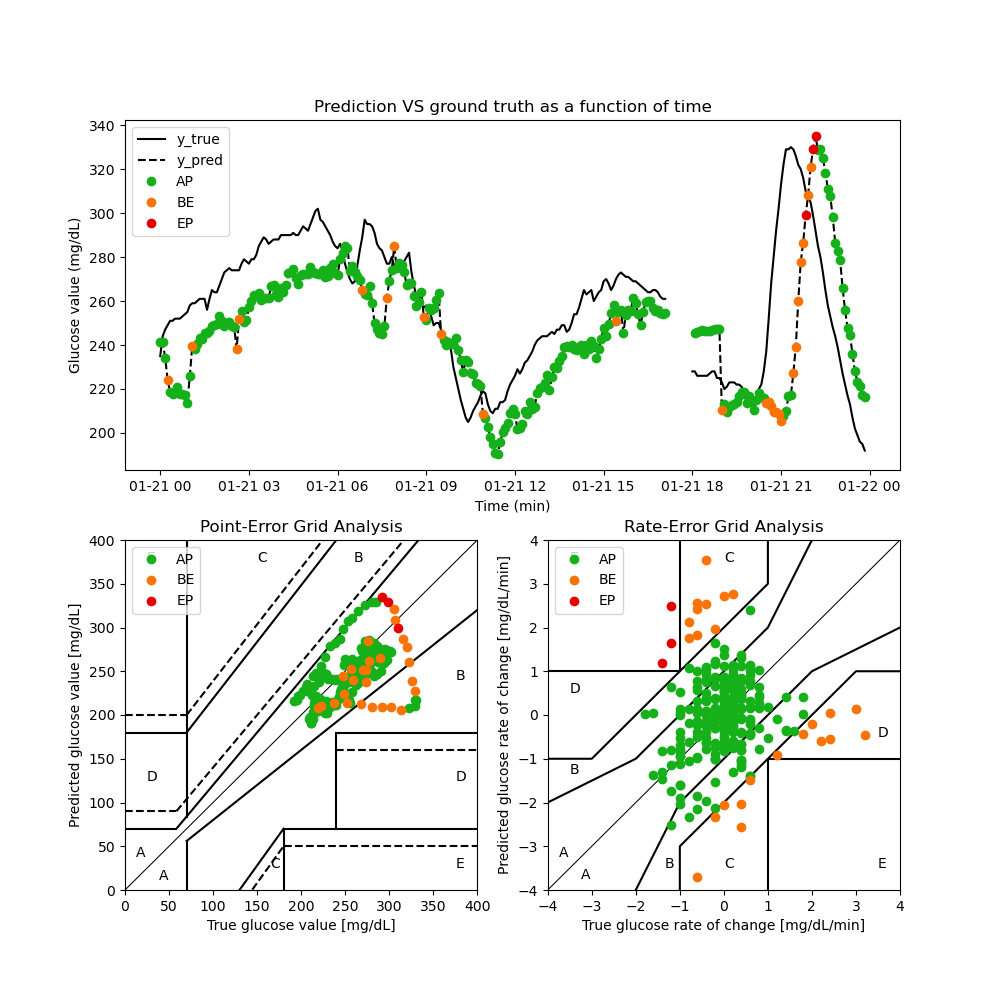 Prediction VS ground truth as a function of time
Glucose value (mg/dL)
340
320
300
280
260
240
220
200
y_true
y_pred
AP
BE
EP
01-21 00 01-21 03 01-21 06 01-21 09 01-21 12 01-21 15 01-21 18 01-21 21 01-22 00
Time (min)
Point-Error Grid Analysis
Predicted glucose value [mg/dL]
400
350
300
250
200
150
100
50
0
AP
BE
EP
C
B
B
D
D
A
A
C
E
0 50 100 150 200 250 300 350 400
True glucose value [mg/dL]
Rate-Error Grid Analysis
Predicted glucose rate of change [mg/dL/min]
4
3
2
1
0
−1
−2
−3
−4
AP
BE
EP
C
D
D
B
A
A
B
C
E
−4 −3 −2 −1 0 1 2 3 4
True glucose rate of change [mg/dL/min]